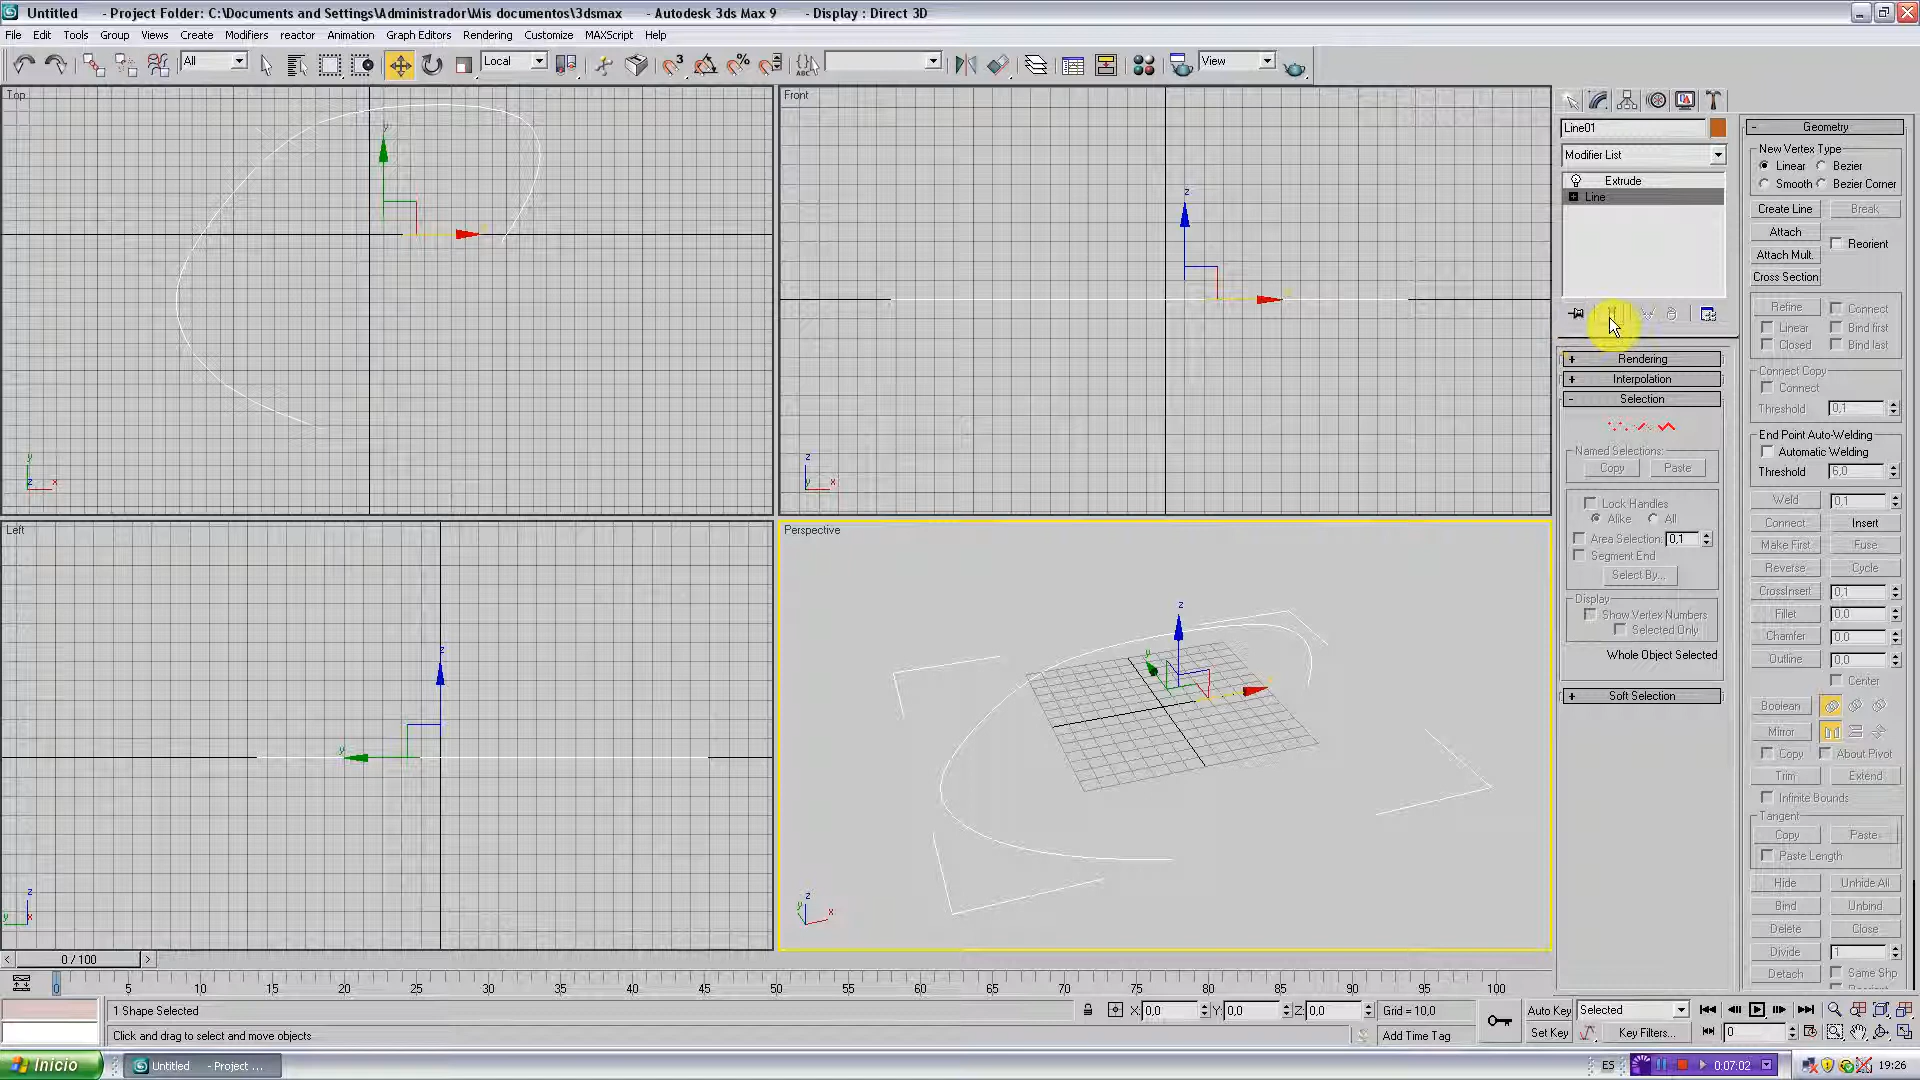 Untitled - Project Folder: C:\Documents and Settings\Administrador\Mis documentos\3dsmax - Autodesk 3ds Max 9 - Display : Direct 3D
File Edit Tools Group Views Create Modifiers reactor Animation Graph Editors Rendering Customize MAXScript Help
All Local 3 % ABC View
Top
Front
Left
Perspective
y
z
x
Line01
Modifier List
Extrude
Line
Rendering
Interpolation
Selection
Named Selections:
Copy Paste
Lock Handles
Alike All
Area Selection: 0,1
Segment End
Select By...
Display
Show Vertex Numbers
Selected Only
Whole Object Selected
Soft Selection
Geometry
New Vertex Type
Linear Bezier
Smooth Bezier Corner
Create Line Break
Attach
Reorient
Attach Mult.
Cross Section
Refine Connect
Linear Bind first
Closed Bind last
Connect Copy
Connect
Threshold 0,1
End Point Auto-Welding
Automatic Welding
Threshold 6,0
Weld 0,1
Connect Insert
Make First Fuse
Reverse Cycle
CrossInsert 0,1
Fillet 0,0
Chamfer 0,0
Outline 0,0
Center
Boolean
Mirror
Copy About Pivot
Trim Extend
Infinite Bounds
Tangent
Copy Paste
Paste Length
Hide Unhide All
Bind Unbind
Delete Close
Divide 1
Detach Same Shp
0 / 100
0 5 10 15 20 25 30 35 40 45 50 55 60 65 70 75 80 85 90 95 100
1 Shape Selected X: 0,0 Y: 0,0 Z: 0,0 Grid = 10,0 Auto Key Selected
Click and drag to select and move objects Add Time Tag Set Key Key Filters... 0
Inicio Untitled - Project ... ES 0:07:02 19:26